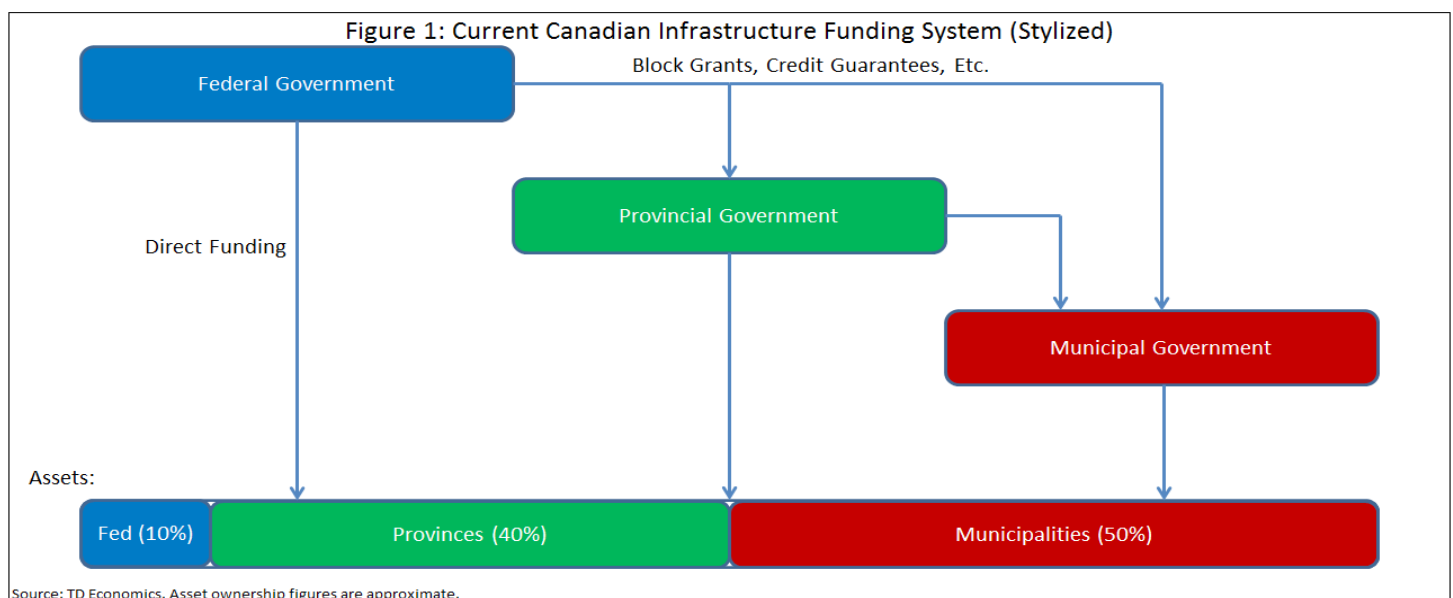 Figure 1: Current Canadian Infrastructure Funding System (Stylized)
Federal Government
Block Grants, Credit Guarantees, Etc.
Provincial Government
Direct Funding
Municipal Government
Assets:
Fed (10%)
Provinces (40%)
Municipalities (50%)
Source: TD Economics. Asset ownership figures are approximate.